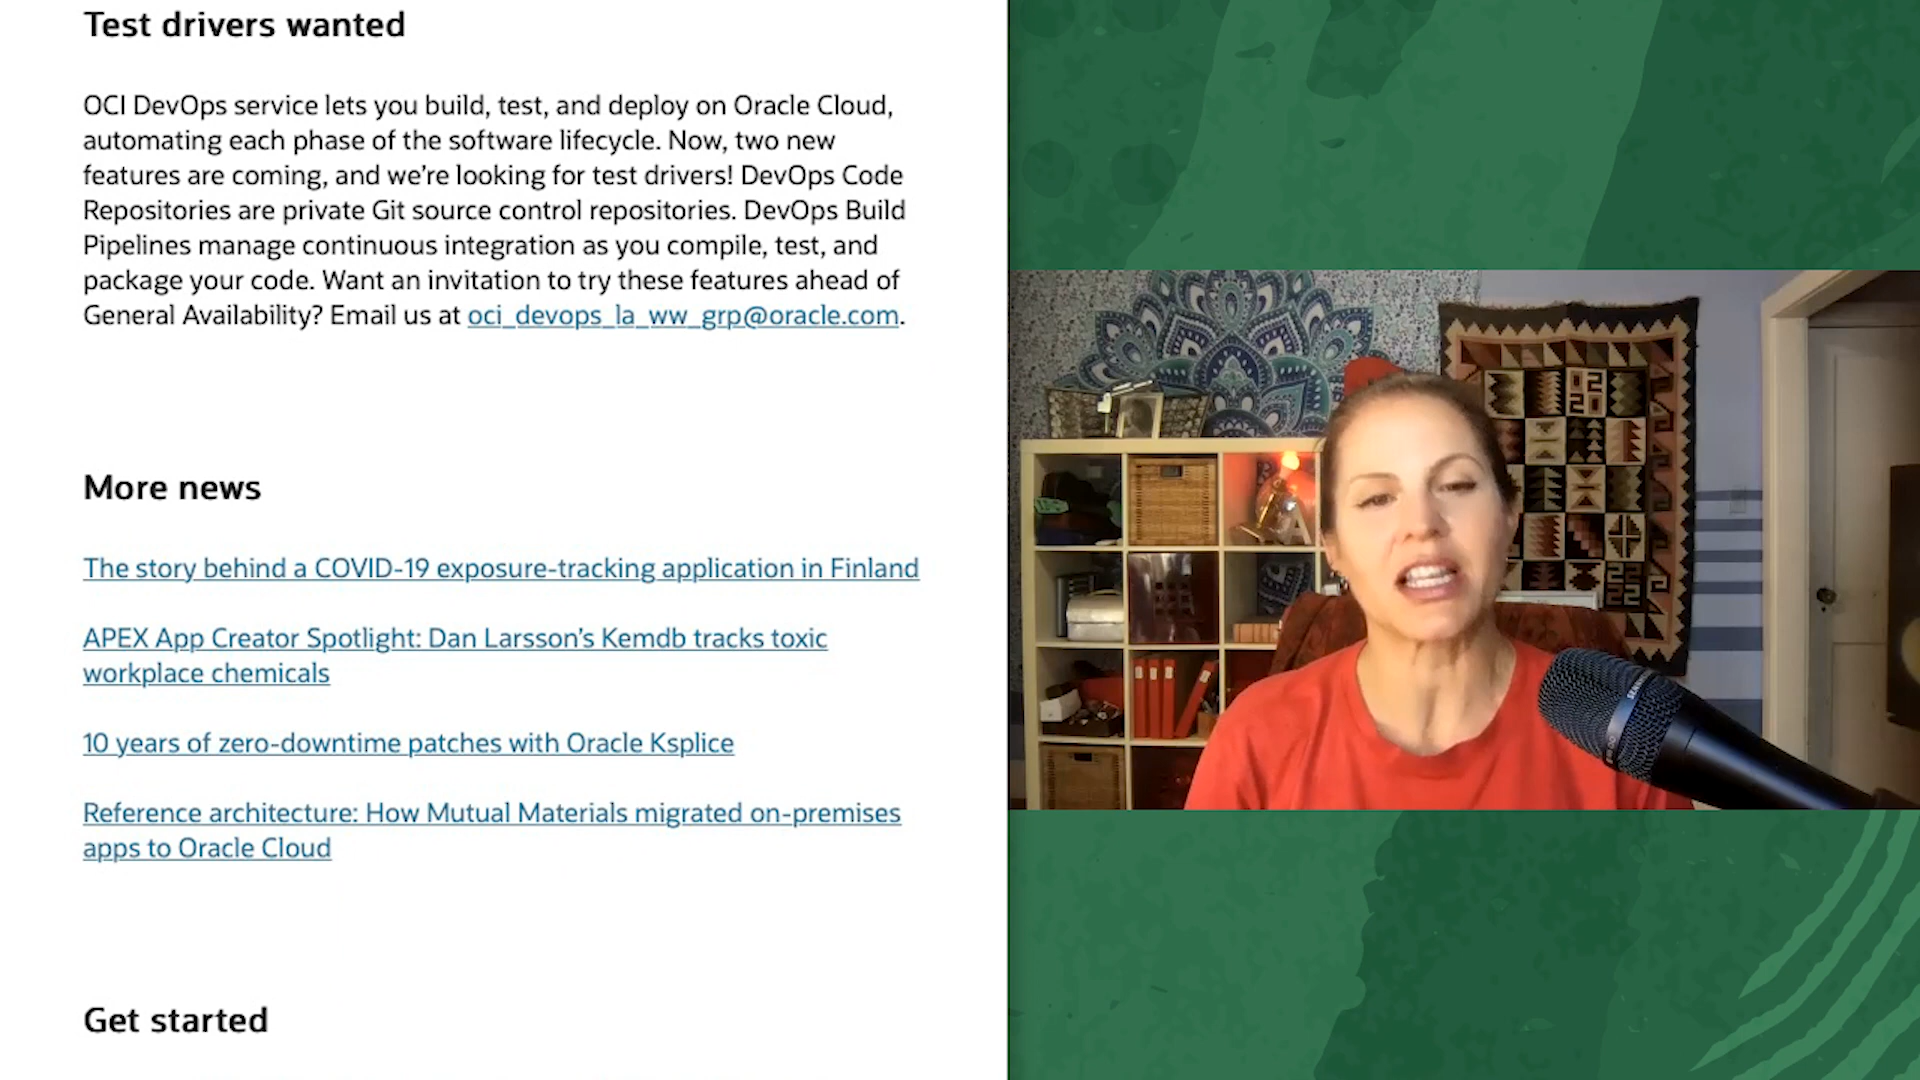 Test drivers wanted
OCI DevOps service lets you build, test, and deploy on Oracle Cloud,
automating each phase of the software lifecycle. Now, two new
features are coming, and we’re looking for test drivers! DevOps Code
Repositories are private Git source control repositories. DevOps Build
Pipelines manage continuous integration as you compile, test, and
package your code. Want an invitation to try these features ahead of
General Availability? Email us at oci_devops_la_ww_grp@oracle.com.
More news
The story behind a COVID-19 exposure-tracking application in Finland
APEX App Creator Spotlight: Dan Larsson’s Kemdb tracks toxic
workplace chemicals
10 years of zero-downtime patches with Oracle Ksplice
Reference architecture: How Mutual Materials migrated on-premises
apps to Oracle Cloud
Get started
A